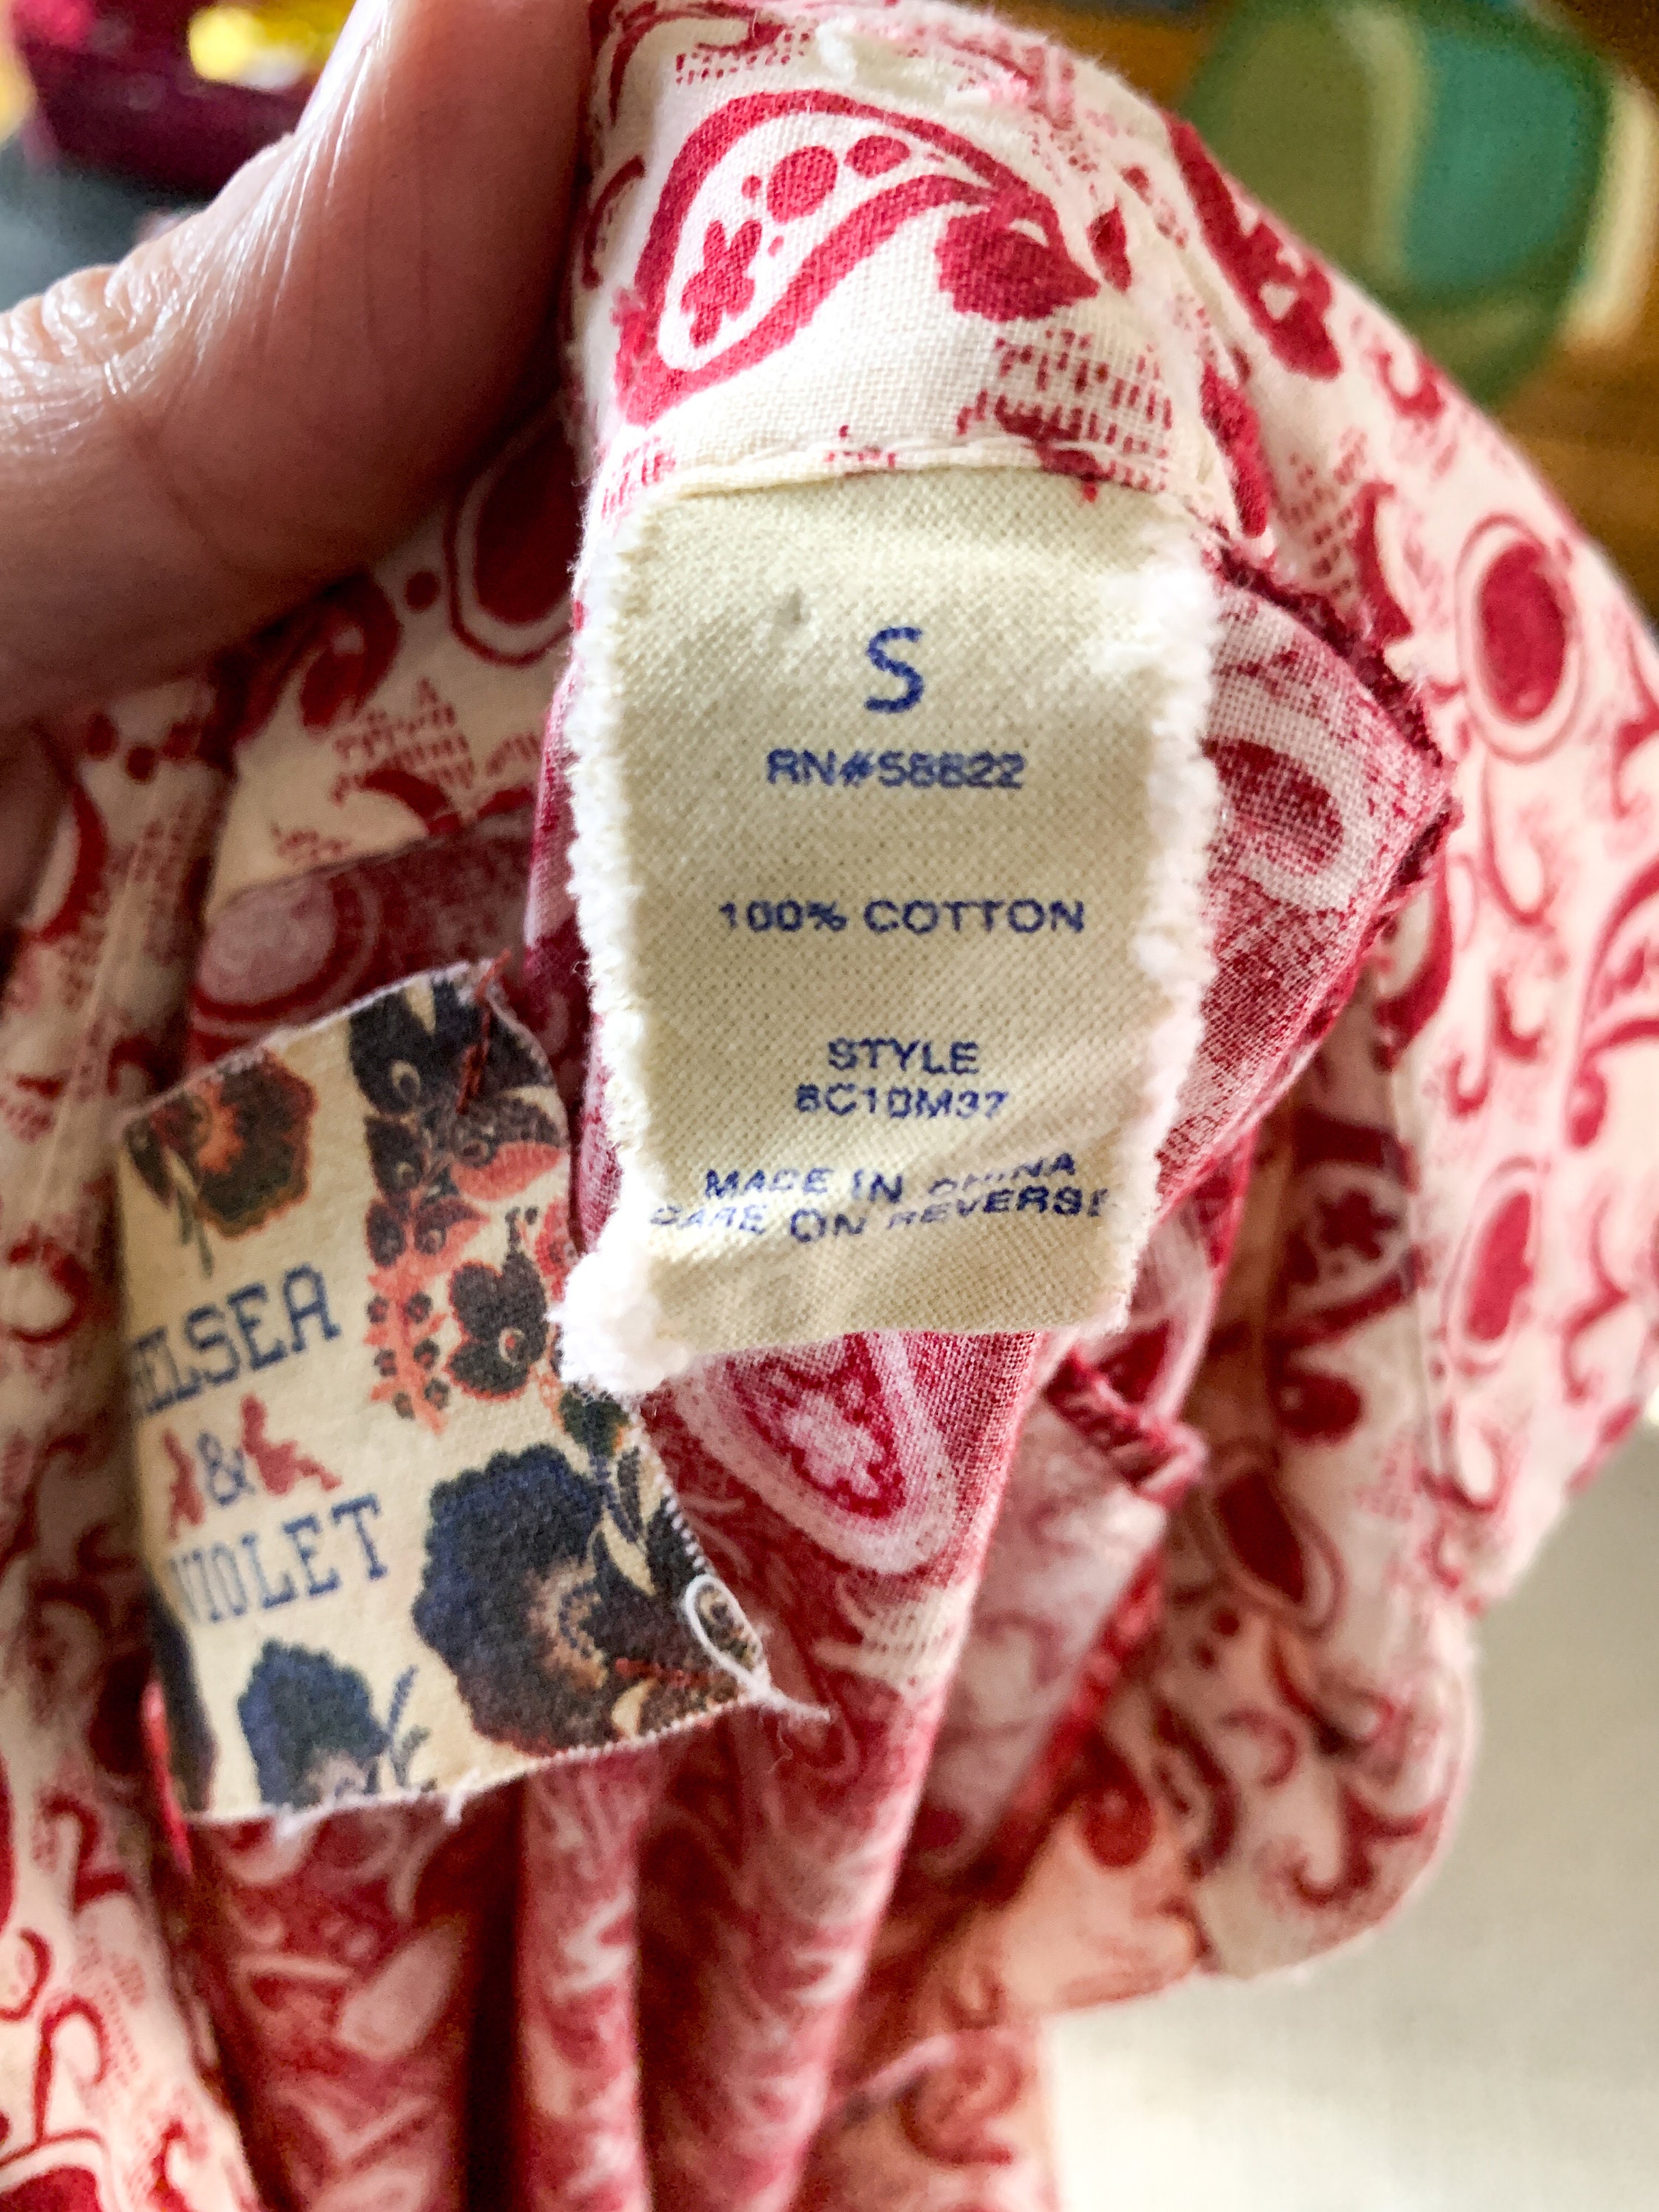 S
RN#58822
100% COTTON
STYLE
8C10M37
MADE IN CHINA
CARE ON REVERSE
ELSEA
&
VIOLET